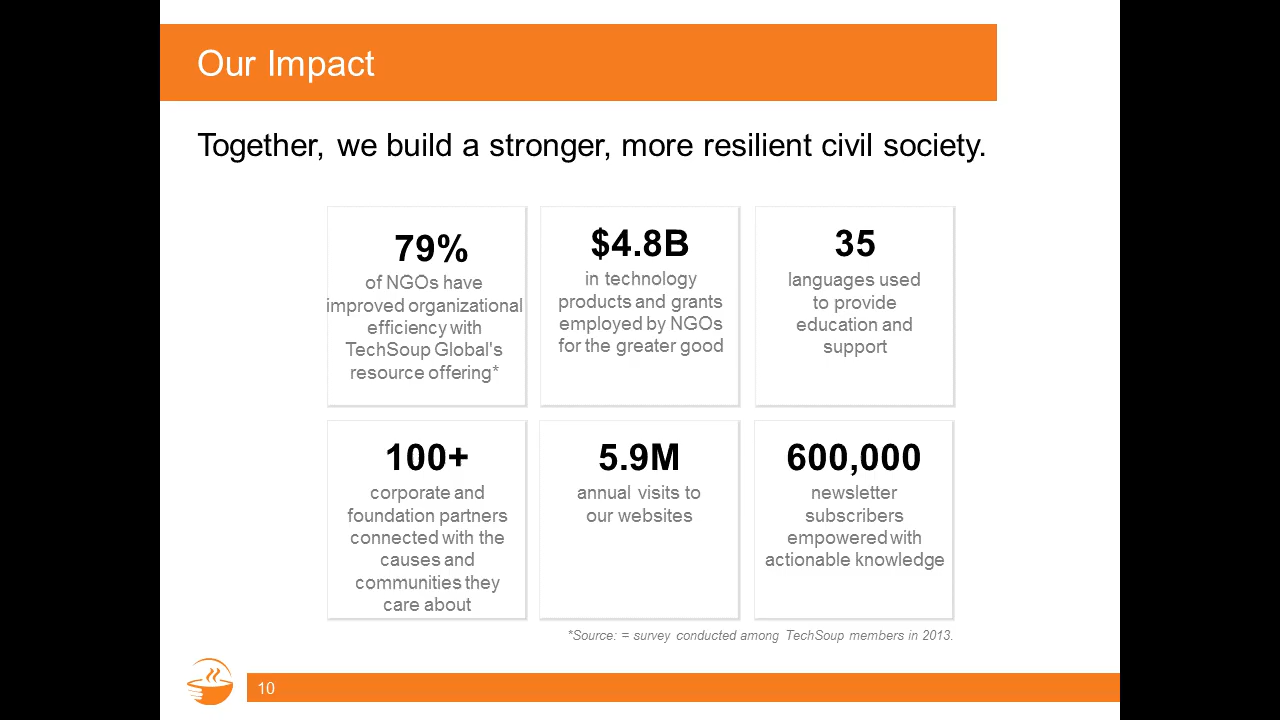 Our Impact
Together, we build a stronger, more resilient civil society.
79%
of NGOs have
improved organizational
efficiency with
TechSoup Global's
resource offering*
$4.8B
in technology
products and grants
employed by NGOs
for the greater good
35
languages used
to provide
education and
support
100+
corporate and
foundation partners
connected with the
causes and
communities they
care about
5.9M
annual visits to
our websites
600,000
newsletter
subscribers
empowered with
actionable knowledge
*Source: = survey conducted among TechSoup members in 2013.
10